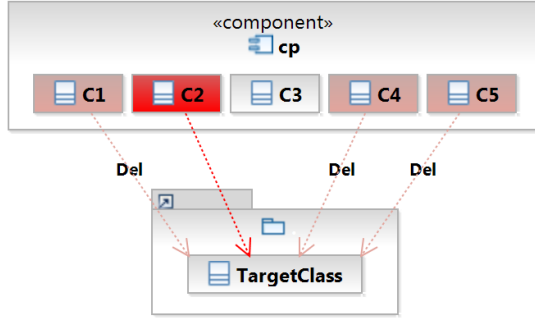 «component»
cp
C1 C2 C3 C4 C5
Del Del Del
TargetClass